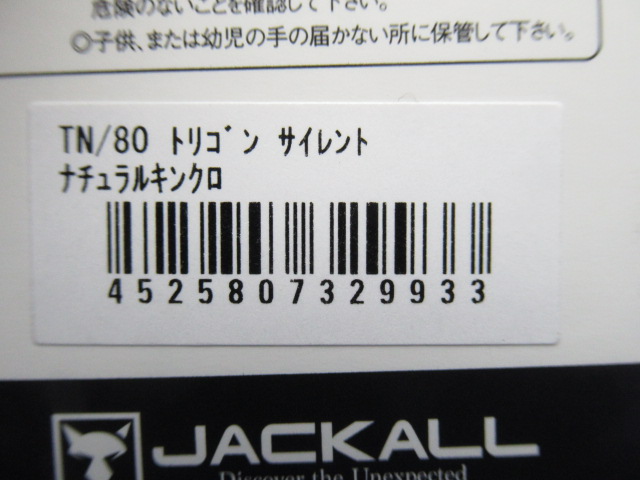 危険のないことを確認して下さい。
◎子供、または幼児の手の届かない所に保管して下さい。
TN/80 ﾄﾘｺﾞﾝ ｻｲﾚﾝﾄ
ﾅﾁｭﾗﾙｷﾝｸﾛ
4525807329933
JACKALL
Discover the Unexpected